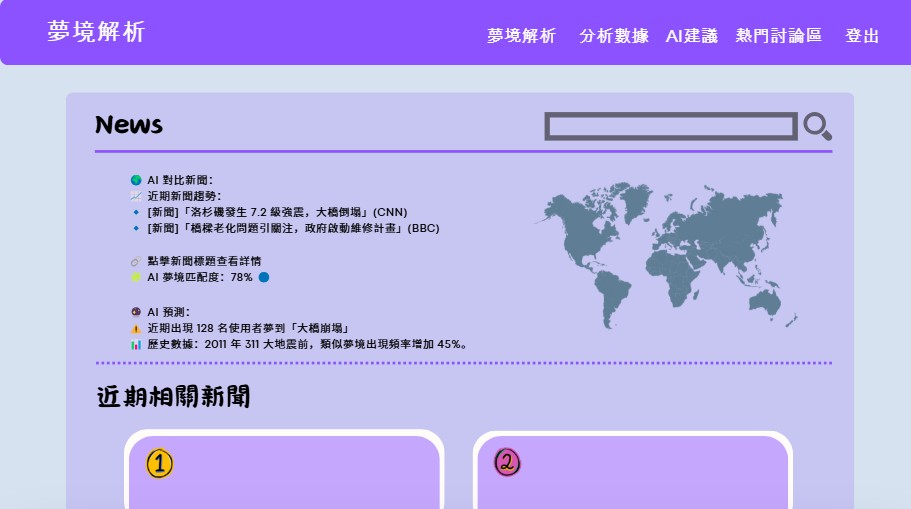 夢境解析
夢境解析 分析數據 AI建議 熱門討論區 登出
News
AI 對比新聞：
近期新聞趨勢：
[新聞]「洛杉磯發生 7.2 級強震，大橋倒塌」(CNN)
[新聞]「橋樑老化問題引關注，政府啟動維修計畫」(BBC)
點擊新聞標題查看詳情
AI 夢境匹配度：78%
AI 預測：
近期出現 128 名使用者夢到「大橋崩塌」
歷史數據：2011 年 311 大地震前，類似夢境出現頻率增加 45%。
近期相關新聞
1
2